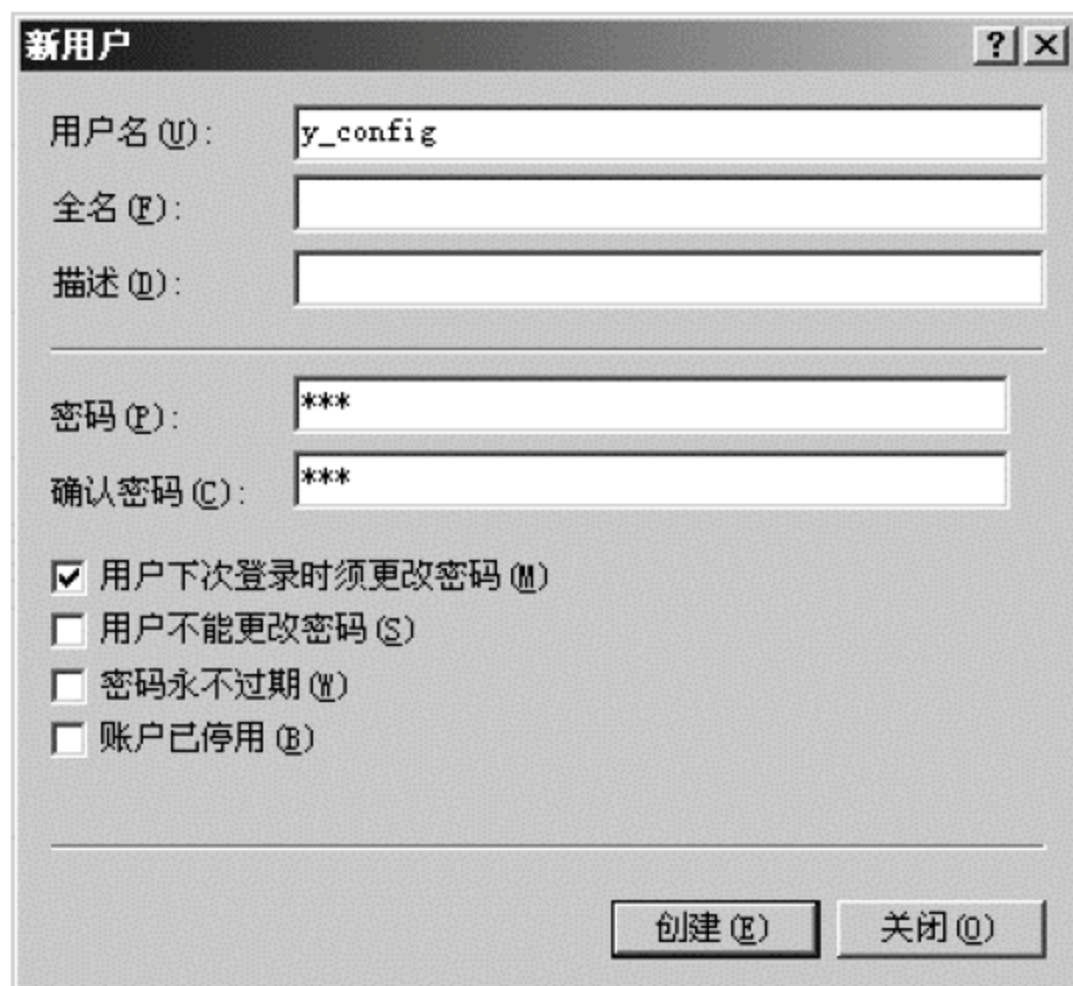 新用户
用户名(U): y_config
全名(F):
描述(D):
密码(P): ***
确认密码(C): ***
用户下次登录时须更改密码(M)
用户不能更改密码(S)
密码永不过期(W)
账户已停用(B)
创建(E) 关闭(O)